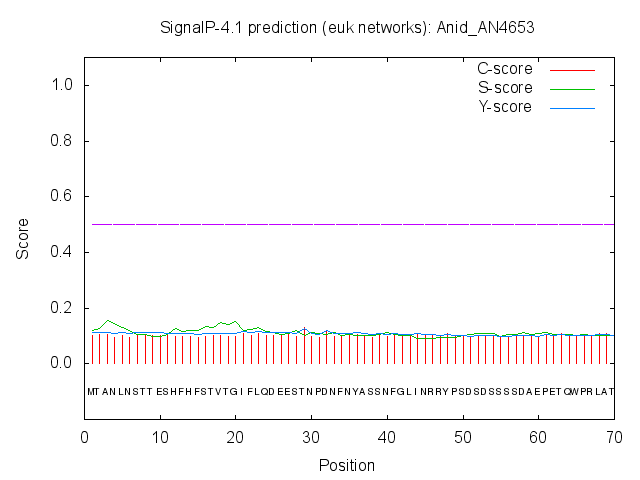 SignalP-4.1 prediction (euk networks): Anid_AN4653
C-score
S-score
Y-score
1.0
0.8
0.6
0.4
0.2
0.0
Score
MTANLNSTTESHFHFSTVTGIFLQDEESTNPDNFNYASSNFGLINRRYPSDSDSSSSSDAEPETQWPRLAT
0 10 20 30 40 50 60 70
Position